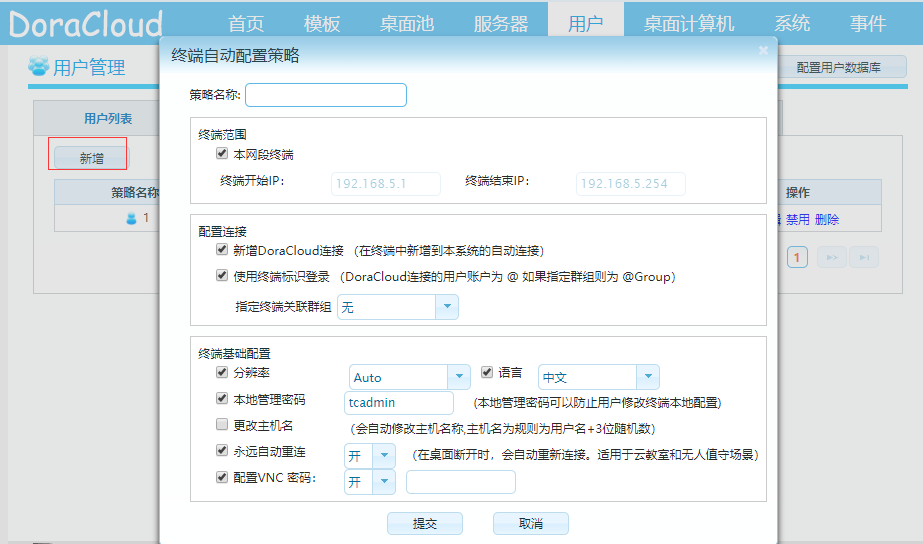 DoraCloud 首页 模板 桌面池 服务器 用户 桌面计算机 系统 事件
用户管理
配置用户数据库
用户列表
新增
策略名称
操作
1
禁用 删除
1
终端自动配置策略
策略名称:
终端范围
本网段终端
终端开始IP: 192.168.5.1 终端结束IP: 192.168.5.254
配置连接
新增DoraCloud连接 (在终端中新增到本系统的自动连接)
使用终端标识登录 (DoraCloud连接的用户账户为 @ 如果指定群组则为 @Group)
指定终端关联群组 无
终端基础配置
分辨率 Auto 语言 中文
本地管理密码 tcadmin (本地管理密码可以防止用户修改终端本地配置)
更改主机名 (会自动修改主机名称,主机名为规则为用户名+3位随机数)
永远自动重连 开 (在桌面断开时，会自动重新连接。适用于云教室和无人值守场景)
配置VNC 密码: 开
提交 取消